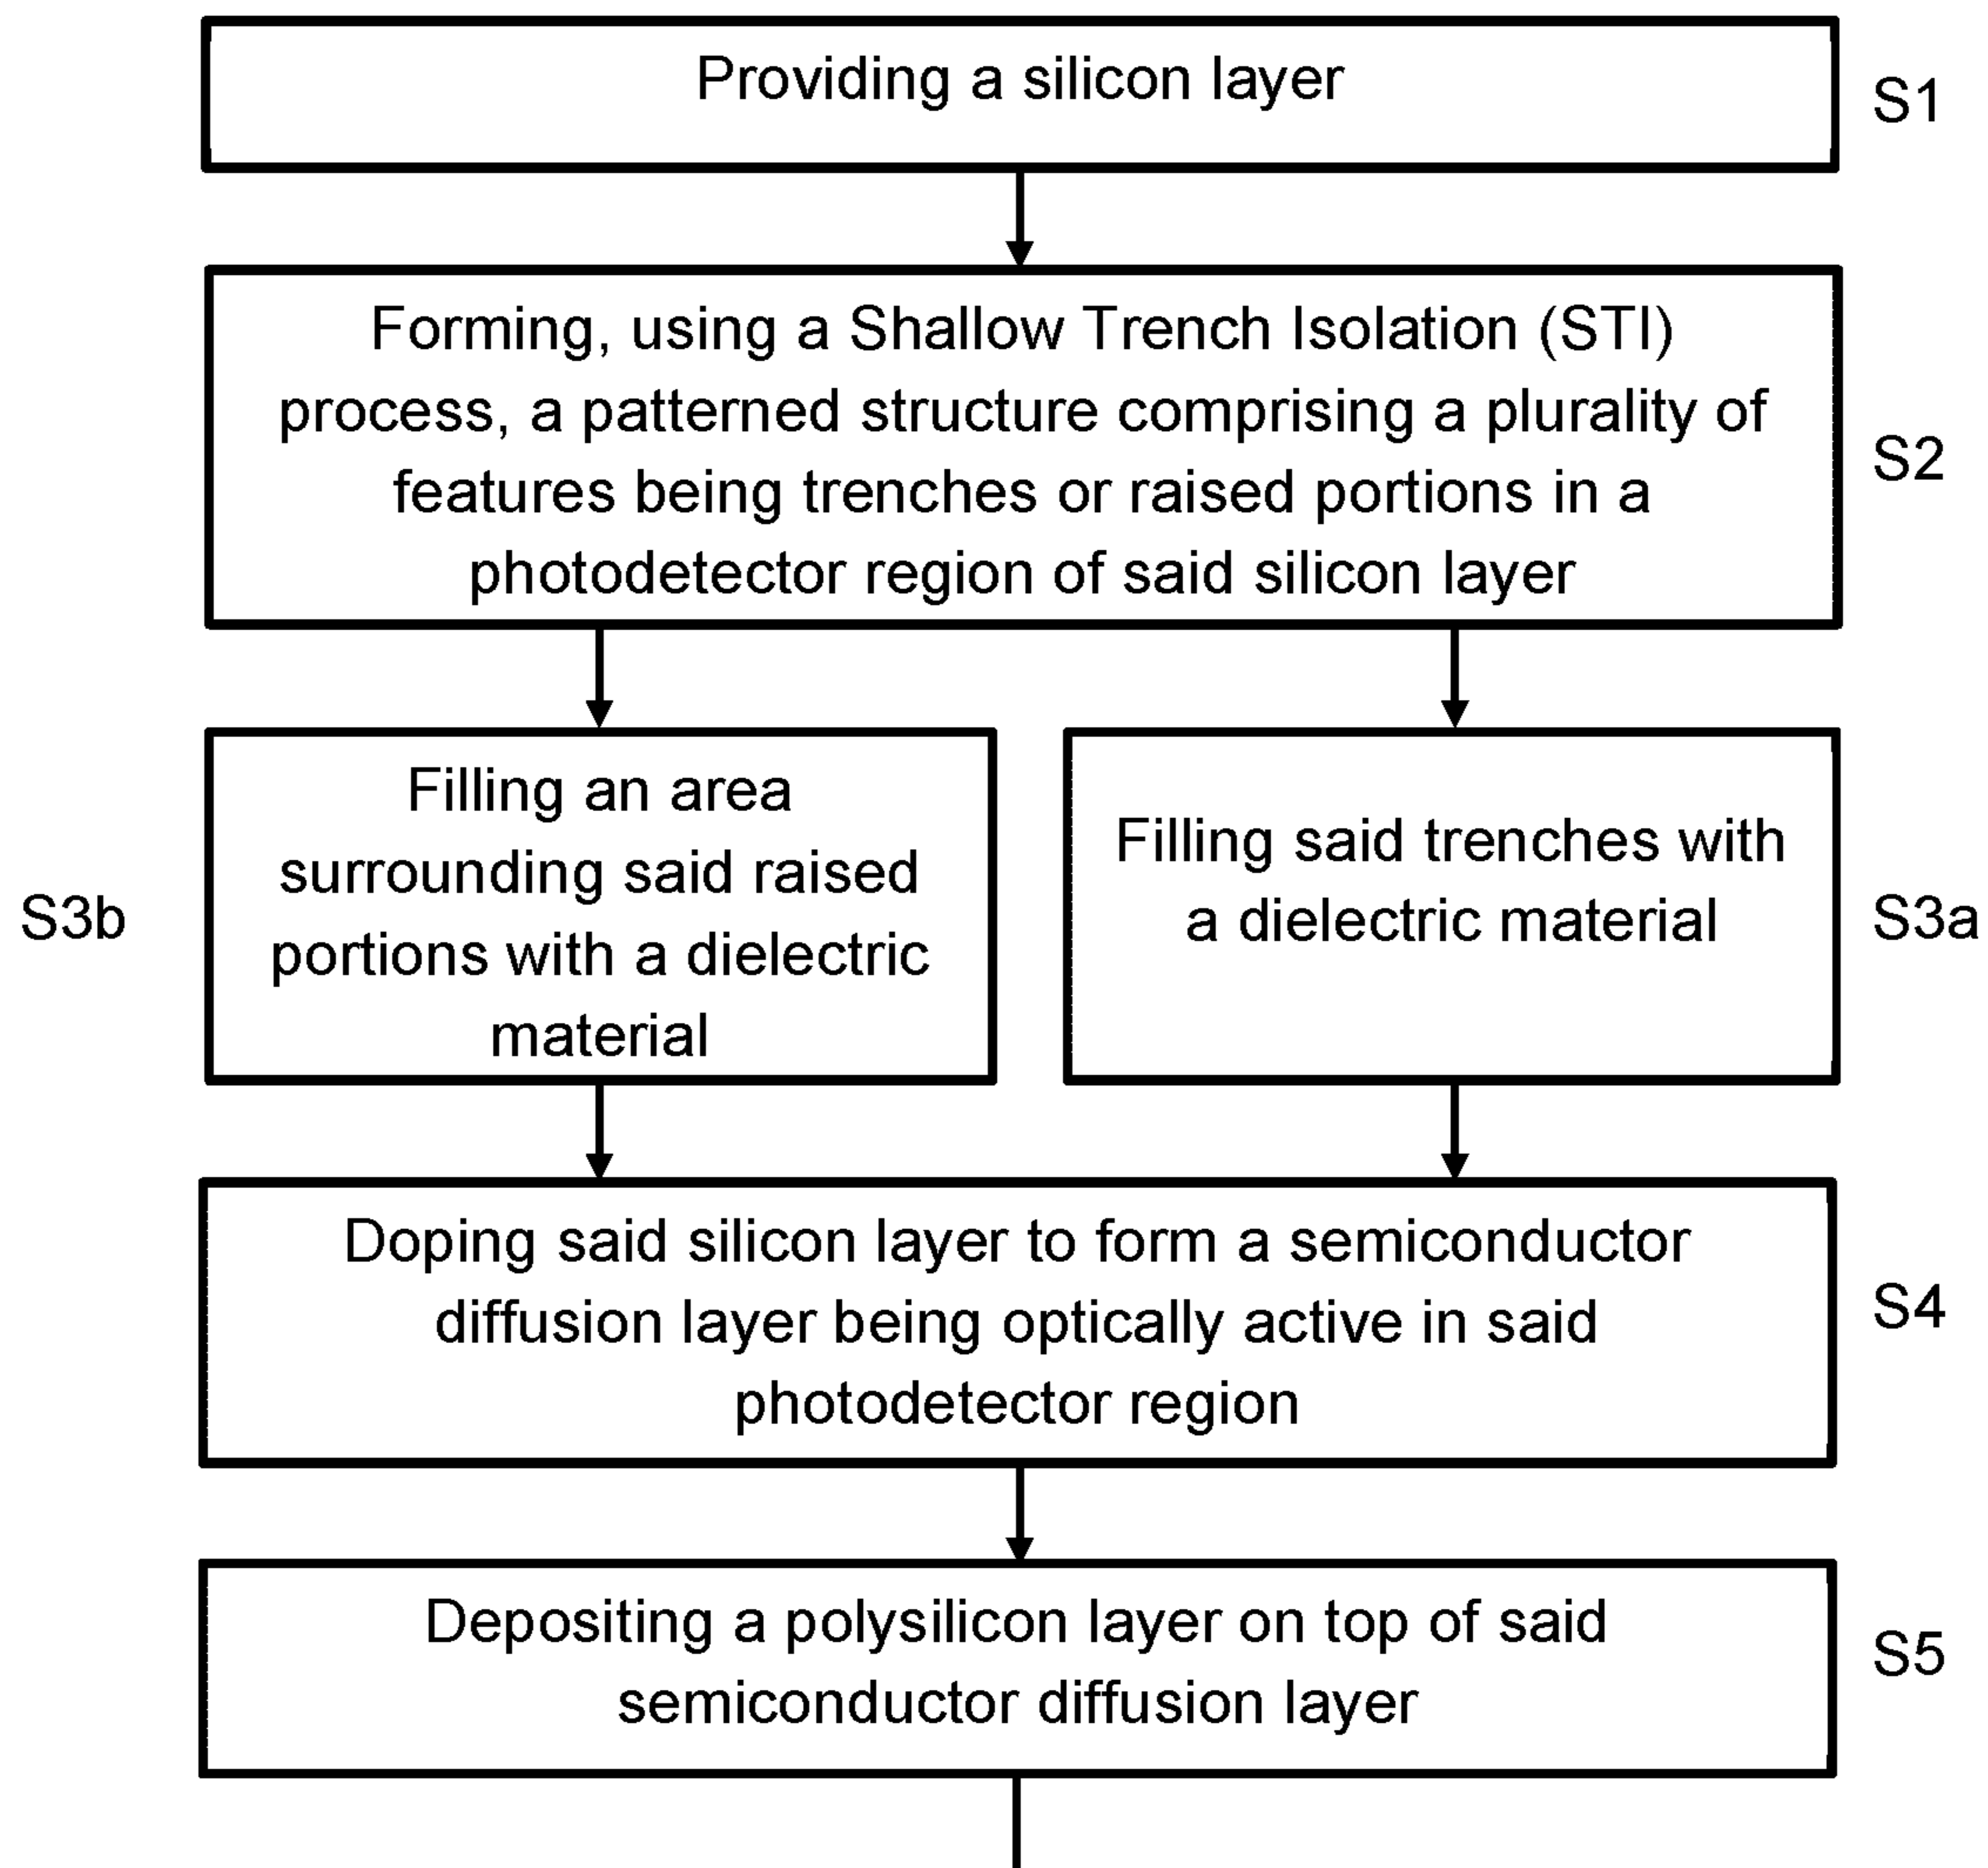 Providing a silicon layer
S1
Forming, using a Shallow Trench Isolation (STI)
process, a patterned structure comprising a plurality of
features being trenches or raised portions in a
photodetector region of said silicon layer
S2
S3b
Filling an area
surrounding said raised
portions with a dielectric
material
Filling said trenches with
a dielectric material
S3a
Doping said silicon layer to form a semiconductor
diffusion layer being optically active in said
photodetector region
S4
Depositing a polysilicon layer on top of said
semiconductor diffusion layer
S5